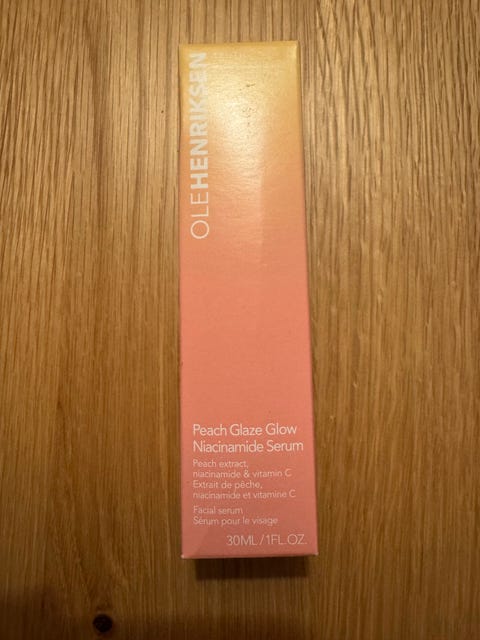 OLEHENRIKSEN
Peach Glaze Glow
Niacinamide Serum
Peach extract,
niacinamide & vitamin C
Extrait de pêche,
niacinamide et vitamine C
Facial serum
Sérum pour le visage
30ML/1FL.OZ.